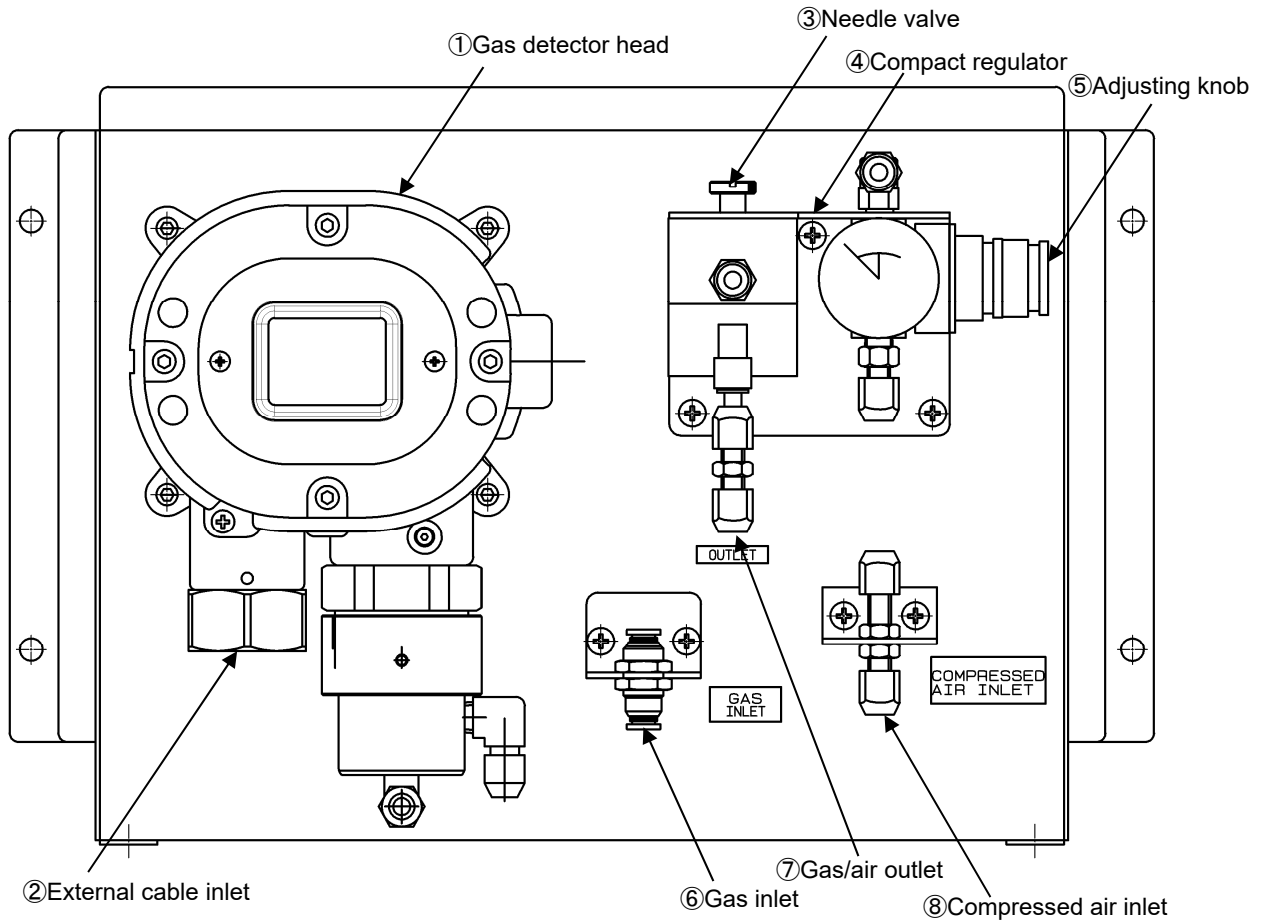 ③Needle valve
①Gas detector head
④Compact regulator
⑤Adjusting knob
OUTLET
COMPRESSED
AIR INLET
GAS
INLET
⑦Gas/air outlet
②External cable inlet
⑥Gas inlet
⑧Compressed air inlet